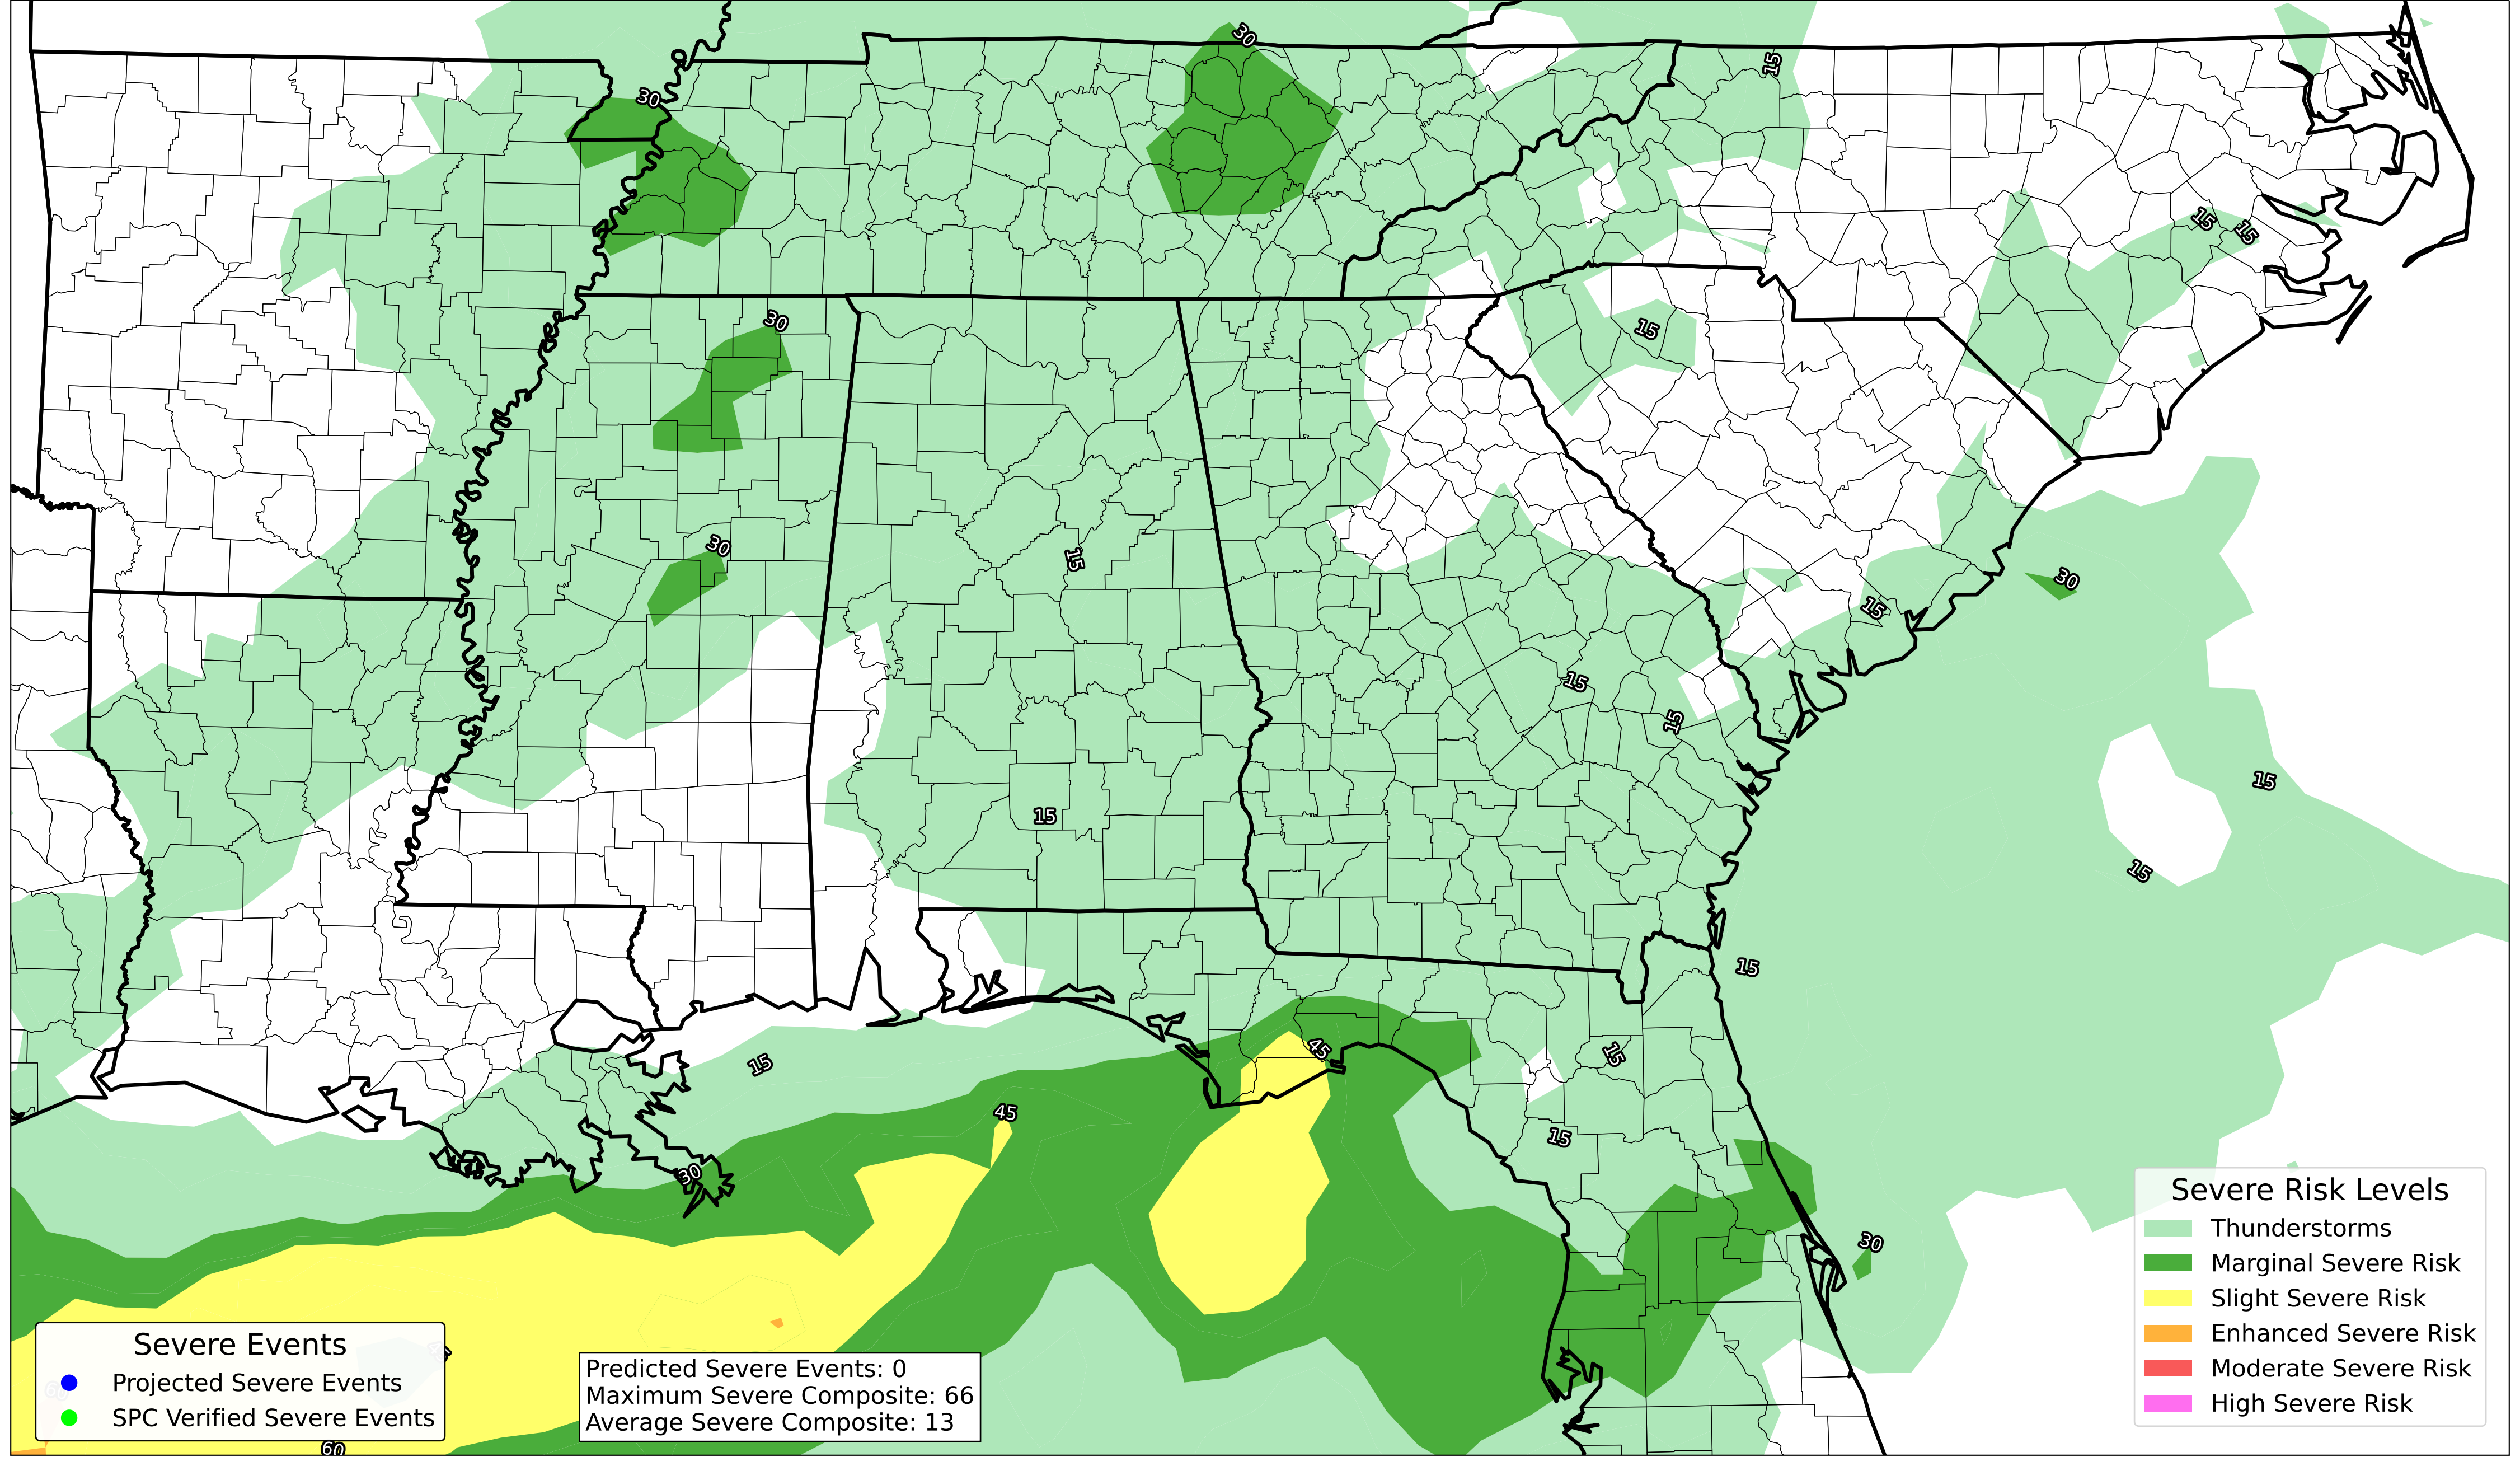 30
15
30
15
15
30
15
15
30
30
15
15
15
15
15
15
15
45
15
15
45
15
30
30
60
Severe Events
Projected Severe Events
SPC Verified Severe Events
Predicted Severe Events: 0
Maximum Severe Composite: 66
Average Severe Composite: 13
Severe Risk Levels
Thunderstorms
Marginal Severe Risk
Slight Severe Risk
Enhanced Severe Risk
Moderate Severe Risk
High Severe Risk